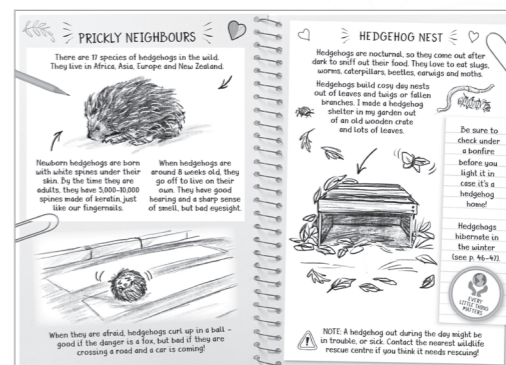 PRICKLY NEIGHBOURS
There are 17 species of hedgehogs in the wild.
They live in Africa, Asia, Europe and New Zealand.
Newborn hedgehogs are born
with white spines under their
skin. By the time they are
adults, they have 5,000–10,000
spines made of keratin, just
like our fingernails.
When hedgehogs are
around 8 weeks old, they
go off to live on their
own. They have good
hearing and a sharp sense
of smell, but bad eyesight.
When they are afraid, hedgehogs curl up in a ball –
good if the danger is a fox, but bad if they are
crossing a road and a car is coming!
HEDGEHOG NEST
Hedgehogs are nocturnal, so they come out after
dark to sniff out their food. They love to eat slugs,
worms, caterpillars, beetles, earwigs and moths.
Hedgehogs build cosy day nests
out of leaves and twigs or fallen
branches. I made a hedgehog
shelter in my garden out
of an old wooden crate
and lots of leaves.
Be sure to
check under
a bonfire
before you
light it in
case it's a
hedgehog
home!
Hedgehogs
hibernate in
the winter
(see p. 46–47).
EVERY
LITTLE THING
MATTERS
NOTE: A hedgehog out during the day might be
in trouble, or sick. Contact the nearest wildlife
rescue centre if you think it needs rescuing!